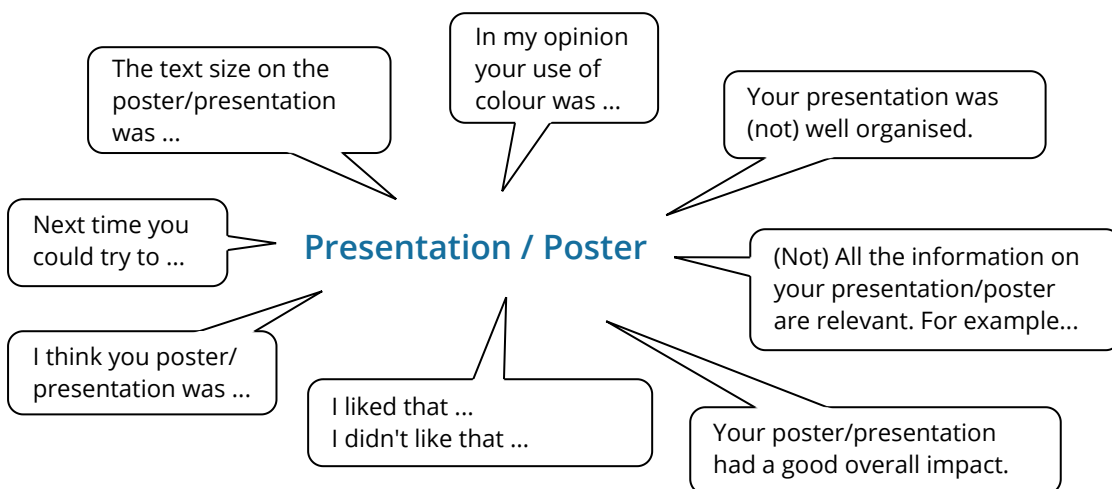 In my opinion
your use of
colour was ...
The text size on the
poster/presentation
was ...
Your presentation was
(not) well organised.
Next time you
could try to ...
Presentation / Poster
(Not) All the information on
your presentation/poster
are relevant. For example...
I think you poster/
presentation was ...
I liked that ...
I didn't like that ...
Your poster/presentation
had a good overall impact.